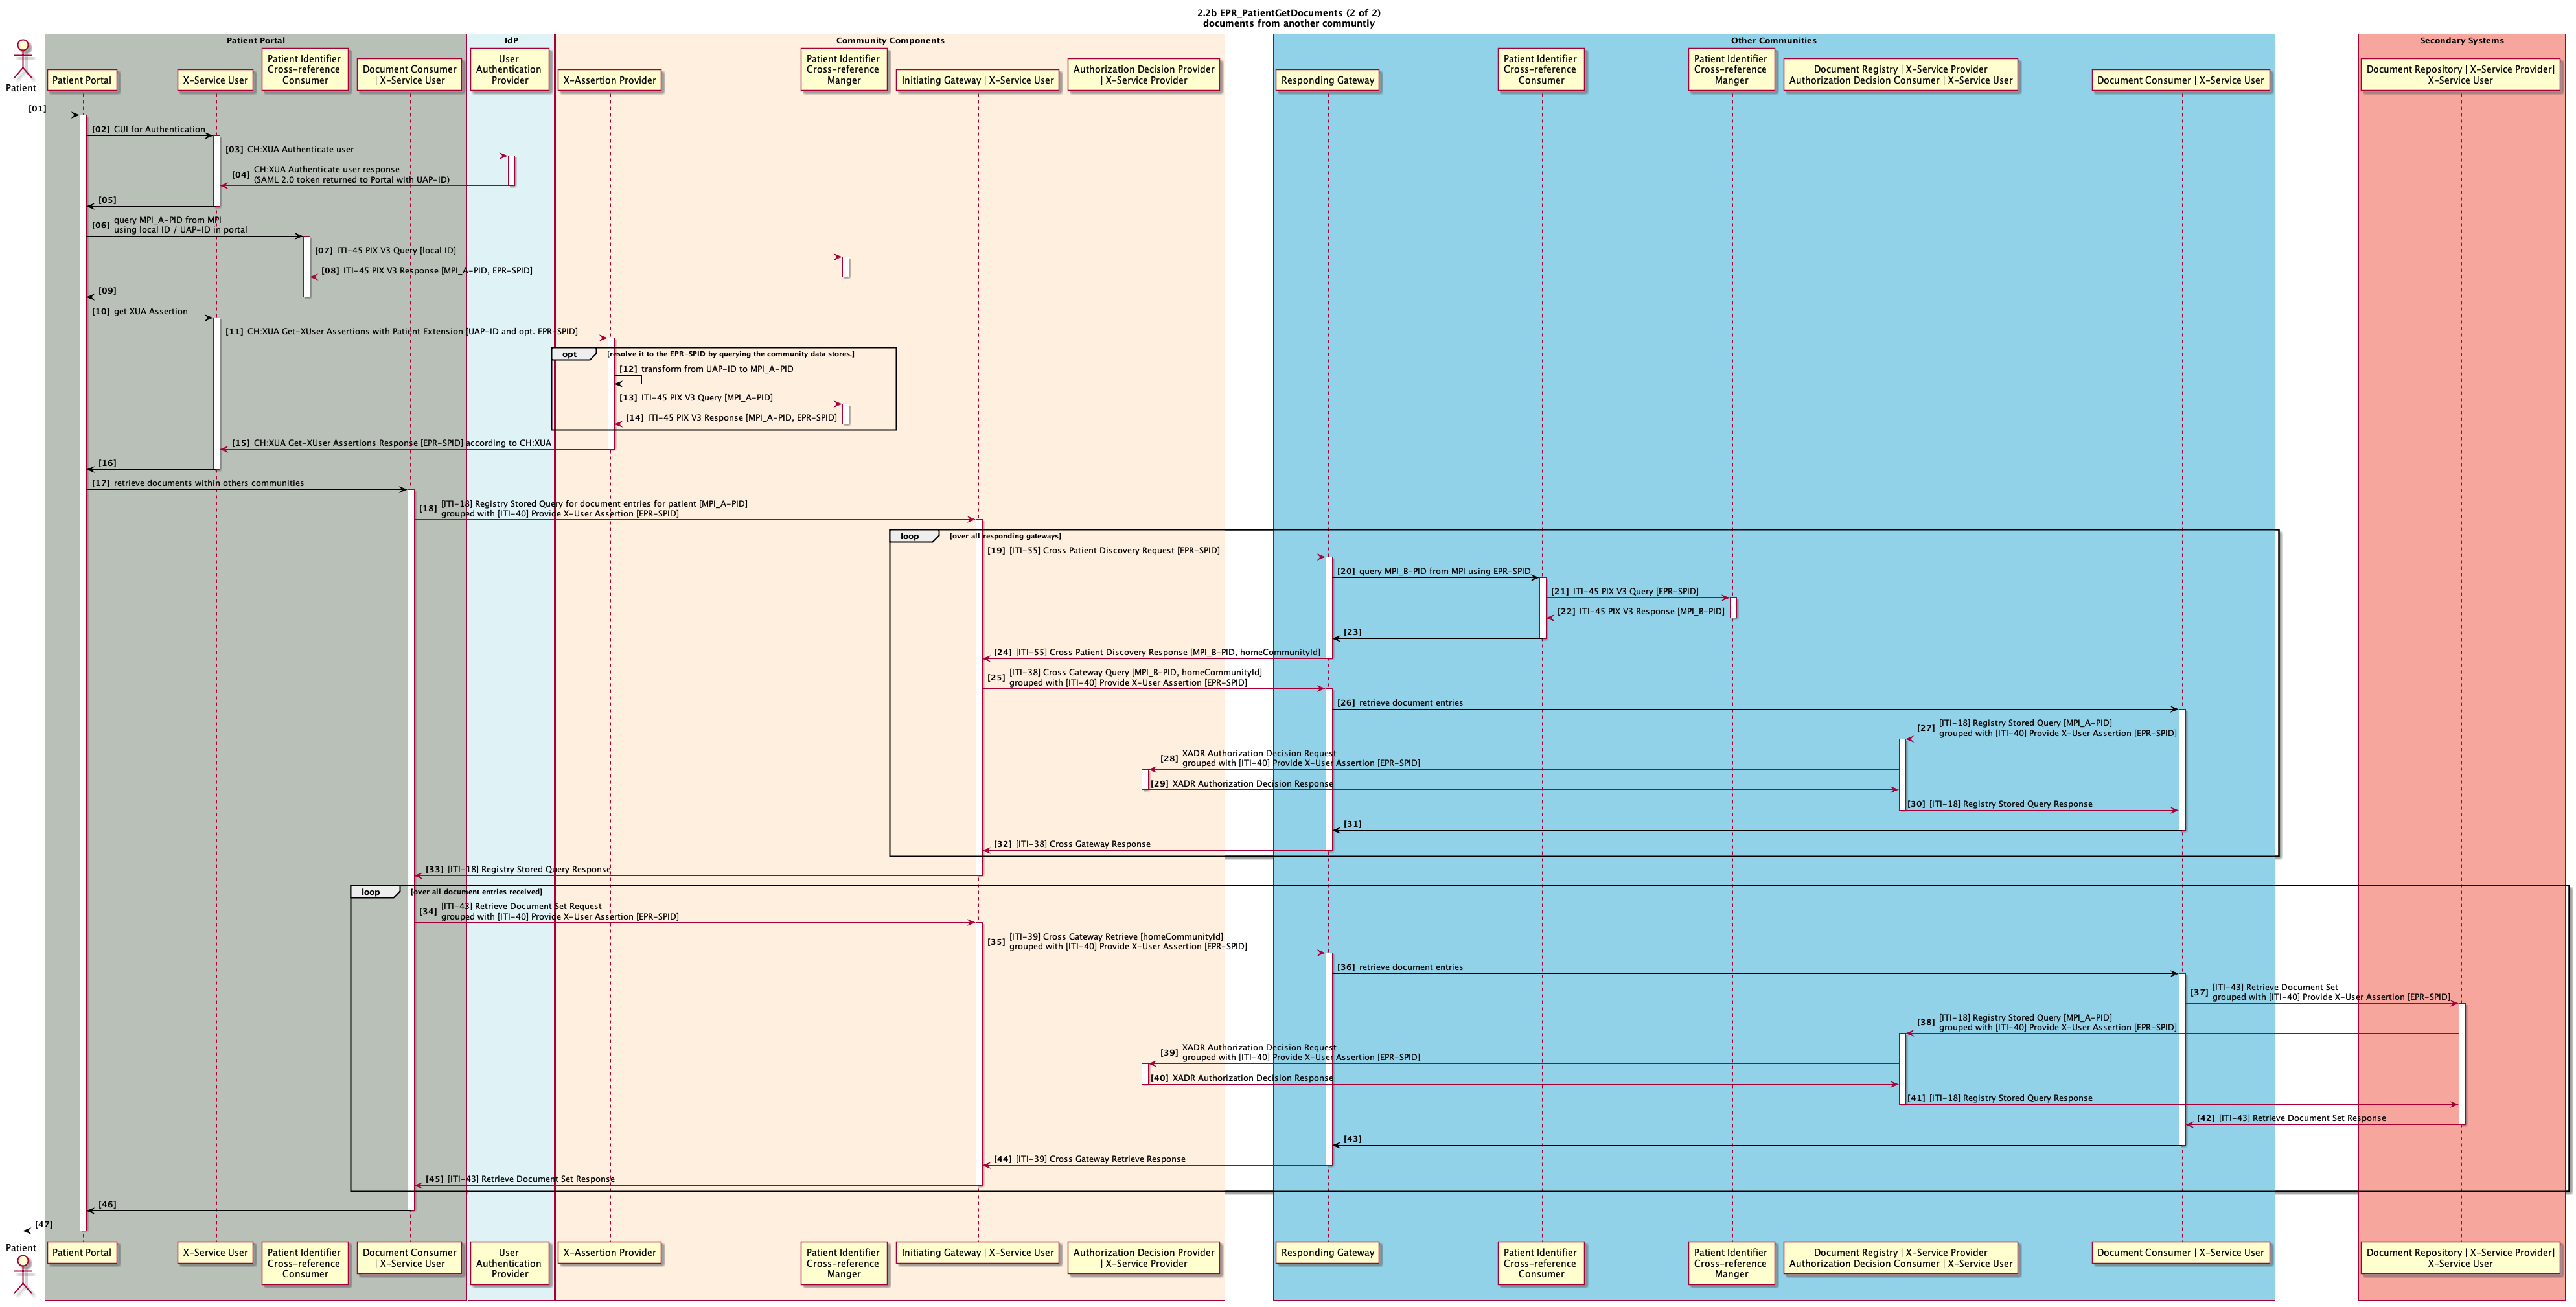 2.2b EPR_PatientGetDocuments (2 of 2)
documents from another communtiy
Patient Portal
IdP
Community Components
Other Communities
Secondary Systems
Patient
Patient Portal
X-Service User
Patient Identifier
Cross-reference
Consumer
Document Consumer
| X-Service User
User
Authentication
Provider
X-Assertion Provider
Patient Identifier
Cross-reference
Manger
Initiating Gateway | X-Service User
Authorization Decision Provider
| X-Service Provider
Responding Gateway
Patient Identifier
Cross-reference
Consumer
Patient Identifier
Cross-reference
Manger
Document Registry | X-Service Provider
Authorization Decision Consumer | X-Service User
Document Consumer | X-Service User
Document Repository | X-Service Provider|
X-Service User
[01]
[02] GUI for Authentication
[03] CH:XUA Authenticate user
[04] CH:XUA Authenticate user response
(SAML 2.0 token returned to Portal with UAP-ID)
[05]
[06] query MPI_A-PID from MPI
using local ID / UAP-ID in portal
[07] ITI-45 PIX V3 Query [local ID]
[08] ITI-45 PIX V3 Response [MPI_A-PID, EPR-SPID]
[09]
[10] get XUA Assertion
[11] CH:XUA Get-XUser Assertions with Patient Extension [UAP-ID and opt. EPR-SPID]
opt [resolve it to the EPR-SPID by querying the community data stores.]
[12] transform from UAP-ID to MPI_A-PID
[13] ITI-45 PIX V3 Query [MPI_A-PID]
[14] ITI-45 PIX V3 Response [MPI_A-PID, EPR-SPID]
[15] CH:XUA Get-XUser Assertions Response [EPR-SPID] according to CH:XUA
[16]
[17] retrieve documents within others communities
[18] [ITI-18] Registry Stored Query for document entries for patient [MPI_A-PID]
grouped with [ITI-40] Provide X-User Assertion [EPR-SPID]
loop [over all responding gateways]
[19] [ITI-55] Cross Patient Discovery Request [EPR-SPID]
[20] query MPI_B-PID from MPI using EPR-SPID
[21] ITI-45 PIX V3 Query [EPR-SPID]
[22] ITI-45 PIX V3 Response [MPI_B-PID]
[23]
[24] [ITI-55] Cross Patient Discovery Response [MPI_B-PID, homeCommunityId]
[25] [ITI-38] Cross Gateway Query [MPI_B-PID, homeCommunityId]
grouped with [ITI-40] Provide X-User Assertion [EPR-SPID]
[26] retrieve document entries
[27] [ITI-18] Registry Stored Query [MPI_A-PID]
grouped with [ITI-40] Provide X-User Assertion [EPR-SPID]
[28] XADR Authorization Decision Request
grouped with [ITI-40] Provide X-User Assertion [EPR-SPID]
[29] XADR Authorization Decision Response
[30] [ITI-18] Registry Stored Query Response
[31]
[32] [ITI-38] Cross Gateway Response
[33] [ITI-18] Registry Stored Query Response
loop [over all document entries received]
[34] [ITI-43] Retrieve Document Set Request
grouped with [ITI-40] Provide X-User Assertion [EPR-SPID]
[35] [ITI-39] Cross Gateway Retrieve [homeCommunityId]
grouped with [ITI-40] Provide X-User Assertion [EPR-SPID]
[36] retrieve document entries
[37] [ITI-43] Retrieve Document Set
grouped with [ITI-40] Provide X-User Assertion [EPR-SPID]
[38] [ITI-18] Registry Stored Query [MPI_A-PID]
grouped with [ITI-40] Provide X-User Assertion [EPR-SPID]
[39] XADR Authorization Decision Request
grouped with [ITI-40] Provide X-User Assertion [EPR-SPID]
[40] XADR Authorization Decision Response
[41] [ITI-18] Registry Stored Query Response
[42] [ITI-43] Retrieve Document Set Response
[43]
[44] [ITI-39] Cross Gateway Retrieve Response
[45] [ITI-43] Retrieve Document Set Response
[46]
[47]
Patient
Patient Portal
X-Service User
Patient Identifier
Cross-reference
Consumer
Document Consumer
| X-Service User
User
Authentication
Provider
X-Assertion Provider
Patient Identifier
Cross-reference
Manger
Initiating Gateway | X-Service User
Authorization Decision Provider
| X-Service Provider
Responding Gateway
Patient Identifier
Cross-reference
Consumer
Patient Identifier
Cross-reference
Manger
Document Registry | X-Service Provider
Authorization Decision Consumer | X-Service User
Document Consumer | X-Service User
Document Repository | X-Service Provider|
X-Service User